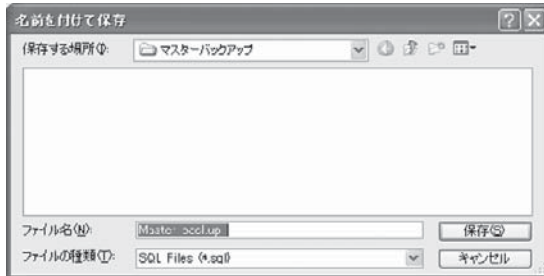 名前を付けて保存
保存する場所(I):
マスターバックアップ
ファイル名(N):
保存(S)
ファイルの種類(T):
SQL Files (*.sql)
キャンセル